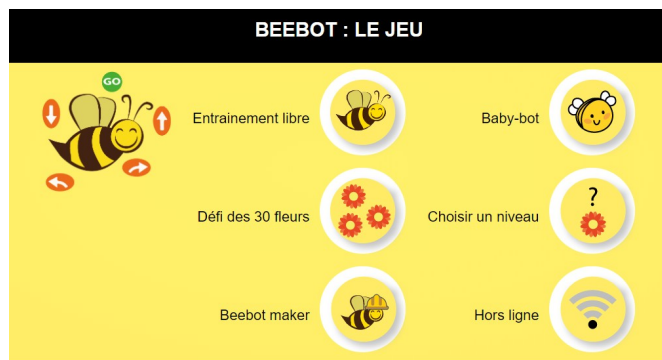 BEEBOT : LE JEU
GO
Entrainement libre
Baby-bot
Défi des 30 fleurs
Choisir un niveau
?
Beebot maker
Hors ligne